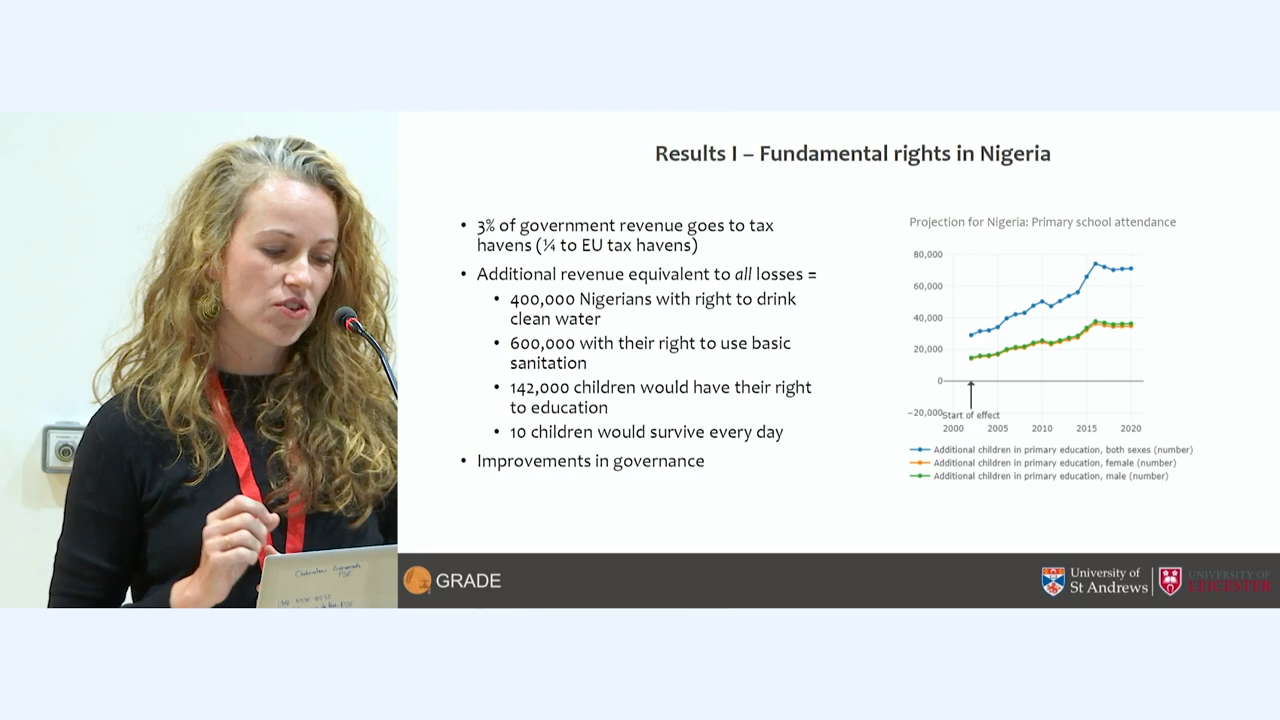 Results I – Fundamental rights in Nigeria
• 3% of government revenue goes to tax
havens (¼ to EU tax havens)
• Additional revenue equivalent to all losses =
• 400,000 Nigerians with right to drink
clean water
• 600,000 with their right to use basic
sanitation
• 142,000 children would have their right
to education
• 10 children would survive every day
• Improvements in governance
Projection for Nigeria: Primary school attendance
80,000
60,000
40,000
20,000
0
−20,000
Start of effect
2000 2005 2010 2015 2020
Additional children in primary education, both sexes (number)
Additional children in primary education, female (number)
Additional children in primary education, male (number)
GRADE
University of
St Andrews
UNIVERSITY OF
LEICESTER